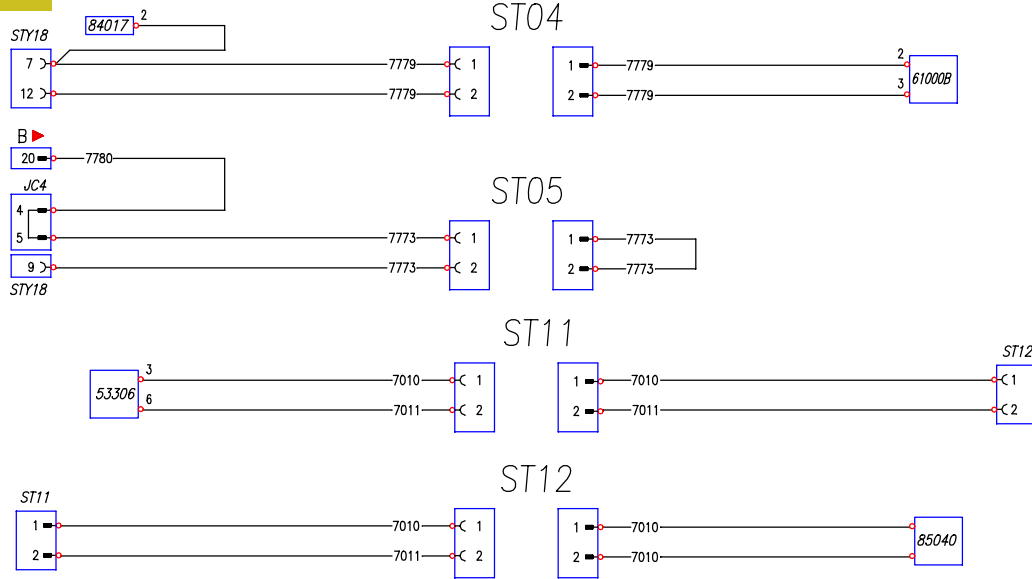 ST04
84017 2
STY18
7 7779 1 1 7779 2 61000B
12 7779 2 2 7779 3
B
20 7780
ST05
JC4
4
5 7773 1 1 7773
9 7773 2 2 7773
STY18
ST11
ST12
53306 3 7010 1 1 7010 1
6 7011 2 2 7011 2
ST12
ST11
1 7010 1 1 7010 85040
2 7011 2 2 7010